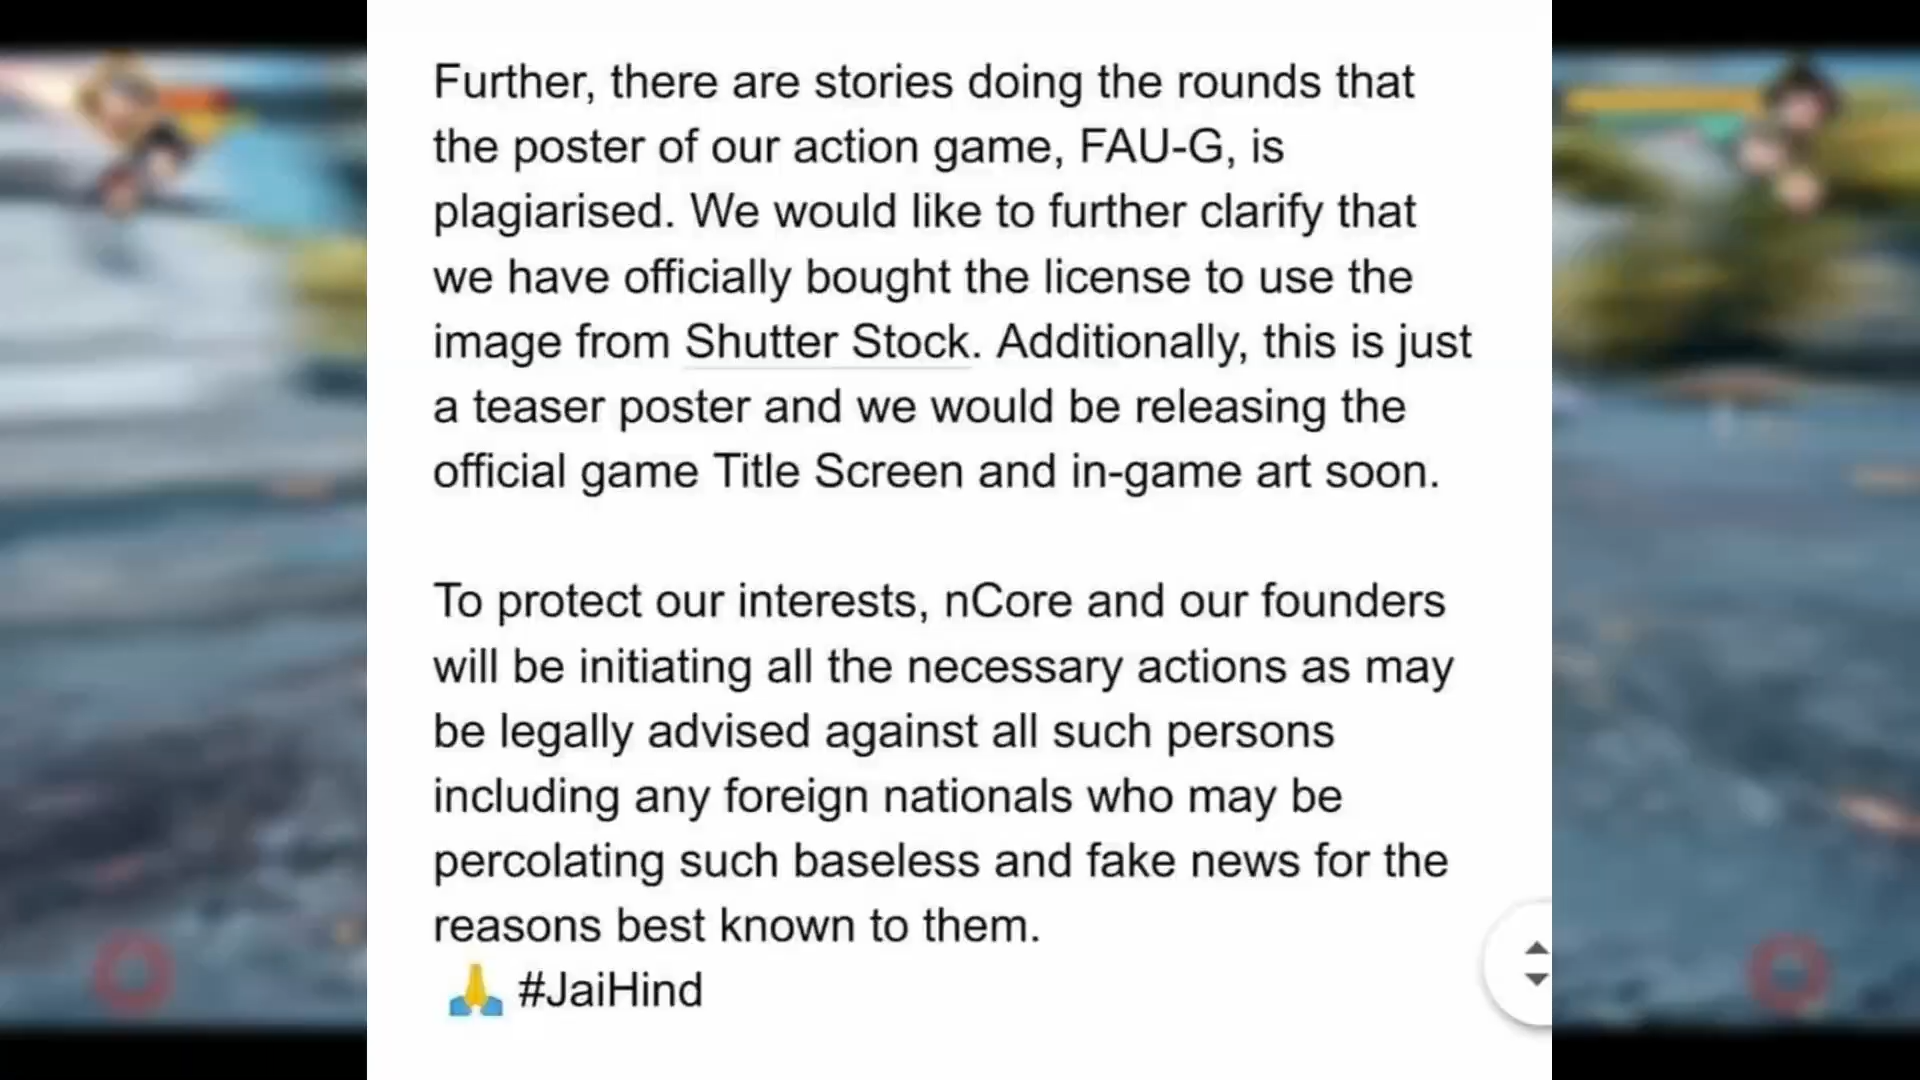 Further, there are stories doing the rounds that
the poster of our action game, FAU-G, is
plagiarised. We would like to further clarify that
we have officially bought the license to use the
image from Shutter Stock. Additionally, this is just
a teaser poster and we would be releasing the
official game Title Screen and in-game art soon.
To protect our interests, nCore and our founders
will be initiating all the necessary actions as may
be legally advised against all such persons
including any foreign nationals who may be
percolating such baseless and fake news for the
reasons best known to them.
🙏 #JaiHind